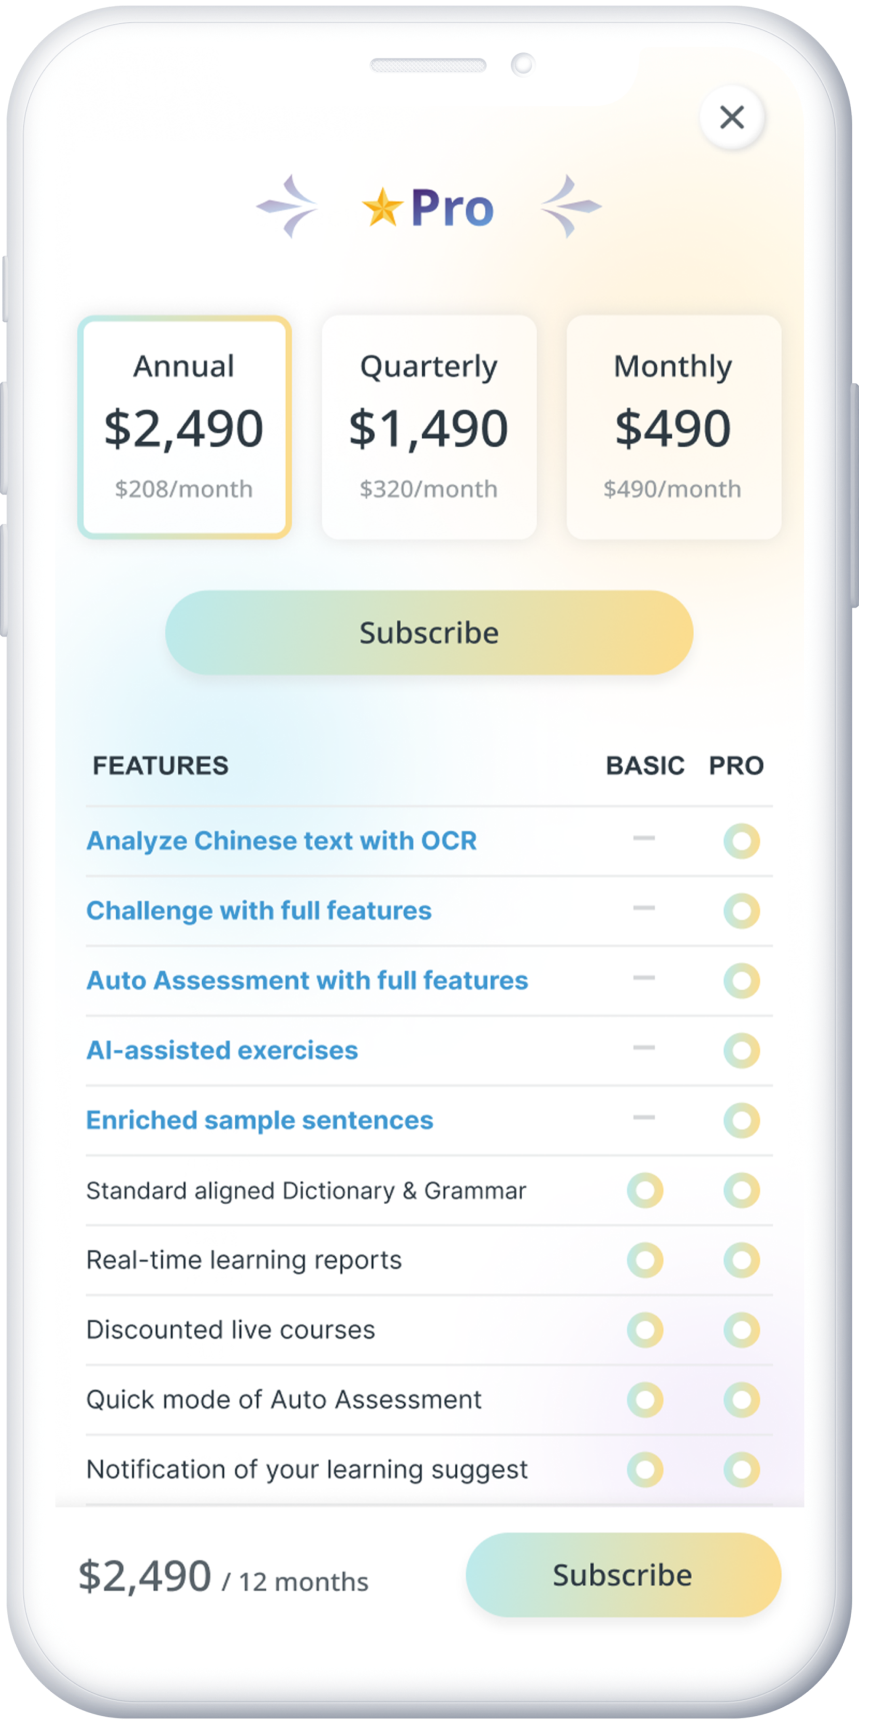 Pro
Annual
$2,490
$208/month
Quarterly
$1,490
$320/month
Monthly
$490
$490/month
Subscribe
FEATURES BASIC PRO
Analyze Chinese text with OCR
Challenge with full features
Auto Assessment with full features
AI-assisted exercises
Enriched sample sentences
Standard aligned Dictionary & Grammar
Real-time learning reports
Discounted live courses
Quick mode of Auto Assessment
Notification of your learning suggest
$2,490 / 12 months
Subscribe